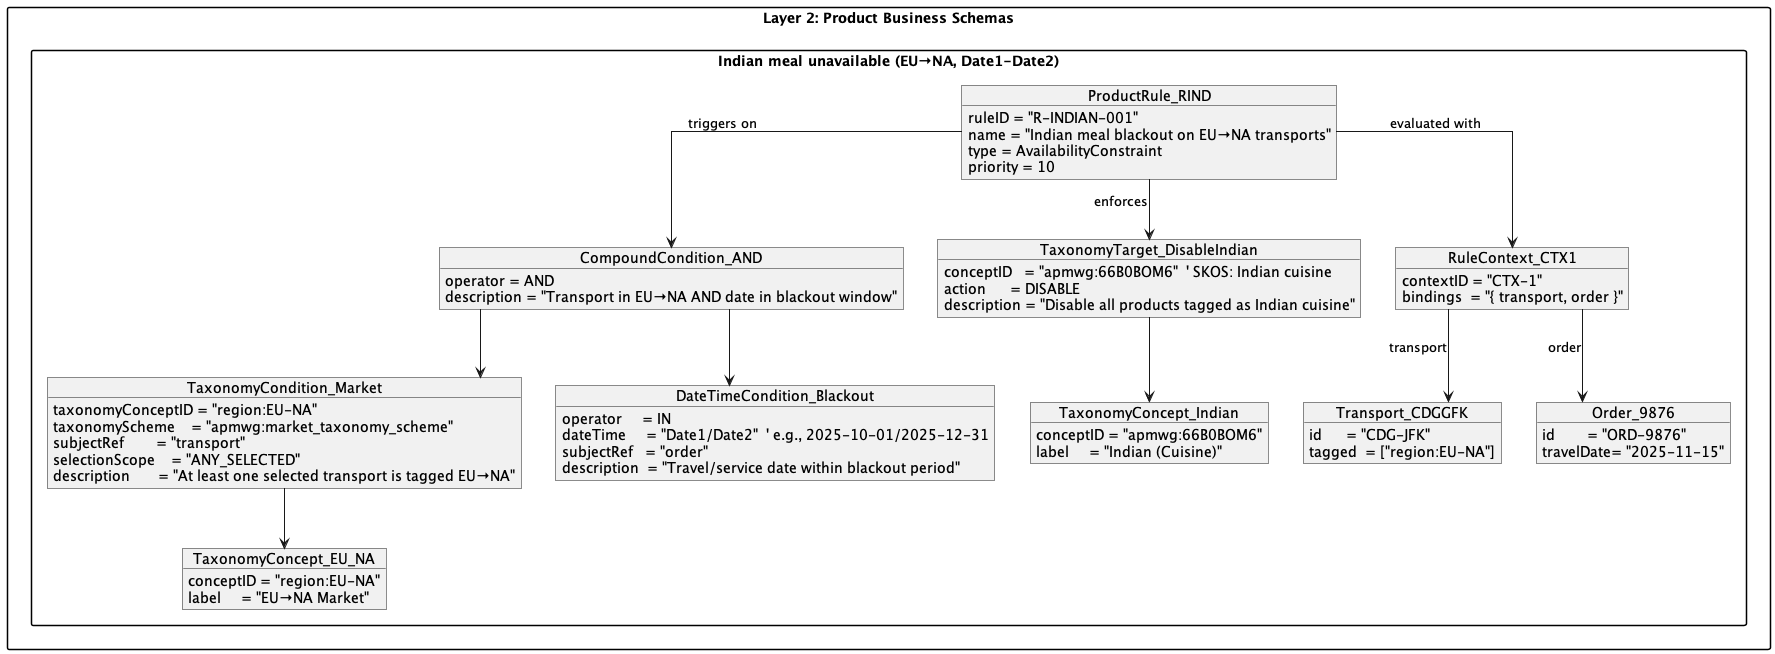 Layer 2: Product Business Schemas
Indian meal unavailable (EU→NA, Date1-Date2)
ProductRule_RIND
ruleID = "R-INDIAN-001"
name = "Indian meal blackout on EU→NA transports"
type = AvailabilityConstraint
priority = 10
triggers on
evaluated with
enforces
CompoundCondition_AND
operator = AND
description = "Transport in EU→NA AND date in blackout window"
TaxonomyTarget_DisableIndian
conceptID = "apmwg:66B0BOM6" ' SKOS: Indian cuisine
action = DISABLE
description = "Disable all products tagged as Indian cuisine"
RuleContext_CTX1
contextID = "CTX-1"
bindings = "{ transport, order }"
transport
order
TaxonomyCondition_Market
taxonomyConceptID = "region:EU-NA"
taxonomyScheme = "apmwg:market_taxonomy_scheme"
subjectRef = "transport"
selectionScope = "ANY_SELECTED"
description = "At least one selected transport is tagged EU→NA"
DateTimeCondition_Blackout
operator = IN
dateTime = "Date1/Date2" ' e.g., 2025-10-01/2025-12-31
subjectRef = "order"
description = "Travel/service date within blackout period"
TaxonomyConcept_Indian
conceptID = "apmwg:66B0BOM6"
label = "Indian (Cuisine)"
Transport_CDGGFK
id = "CDG-JFK"
tagged = ["region:EU-NA"]
Order_9876
id = "ORD-9876"
travelDate= "2025-11-15"
TaxonomyConcept_EU_NA
conceptID = "region:EU-NA"
label = "EU→NA Market"